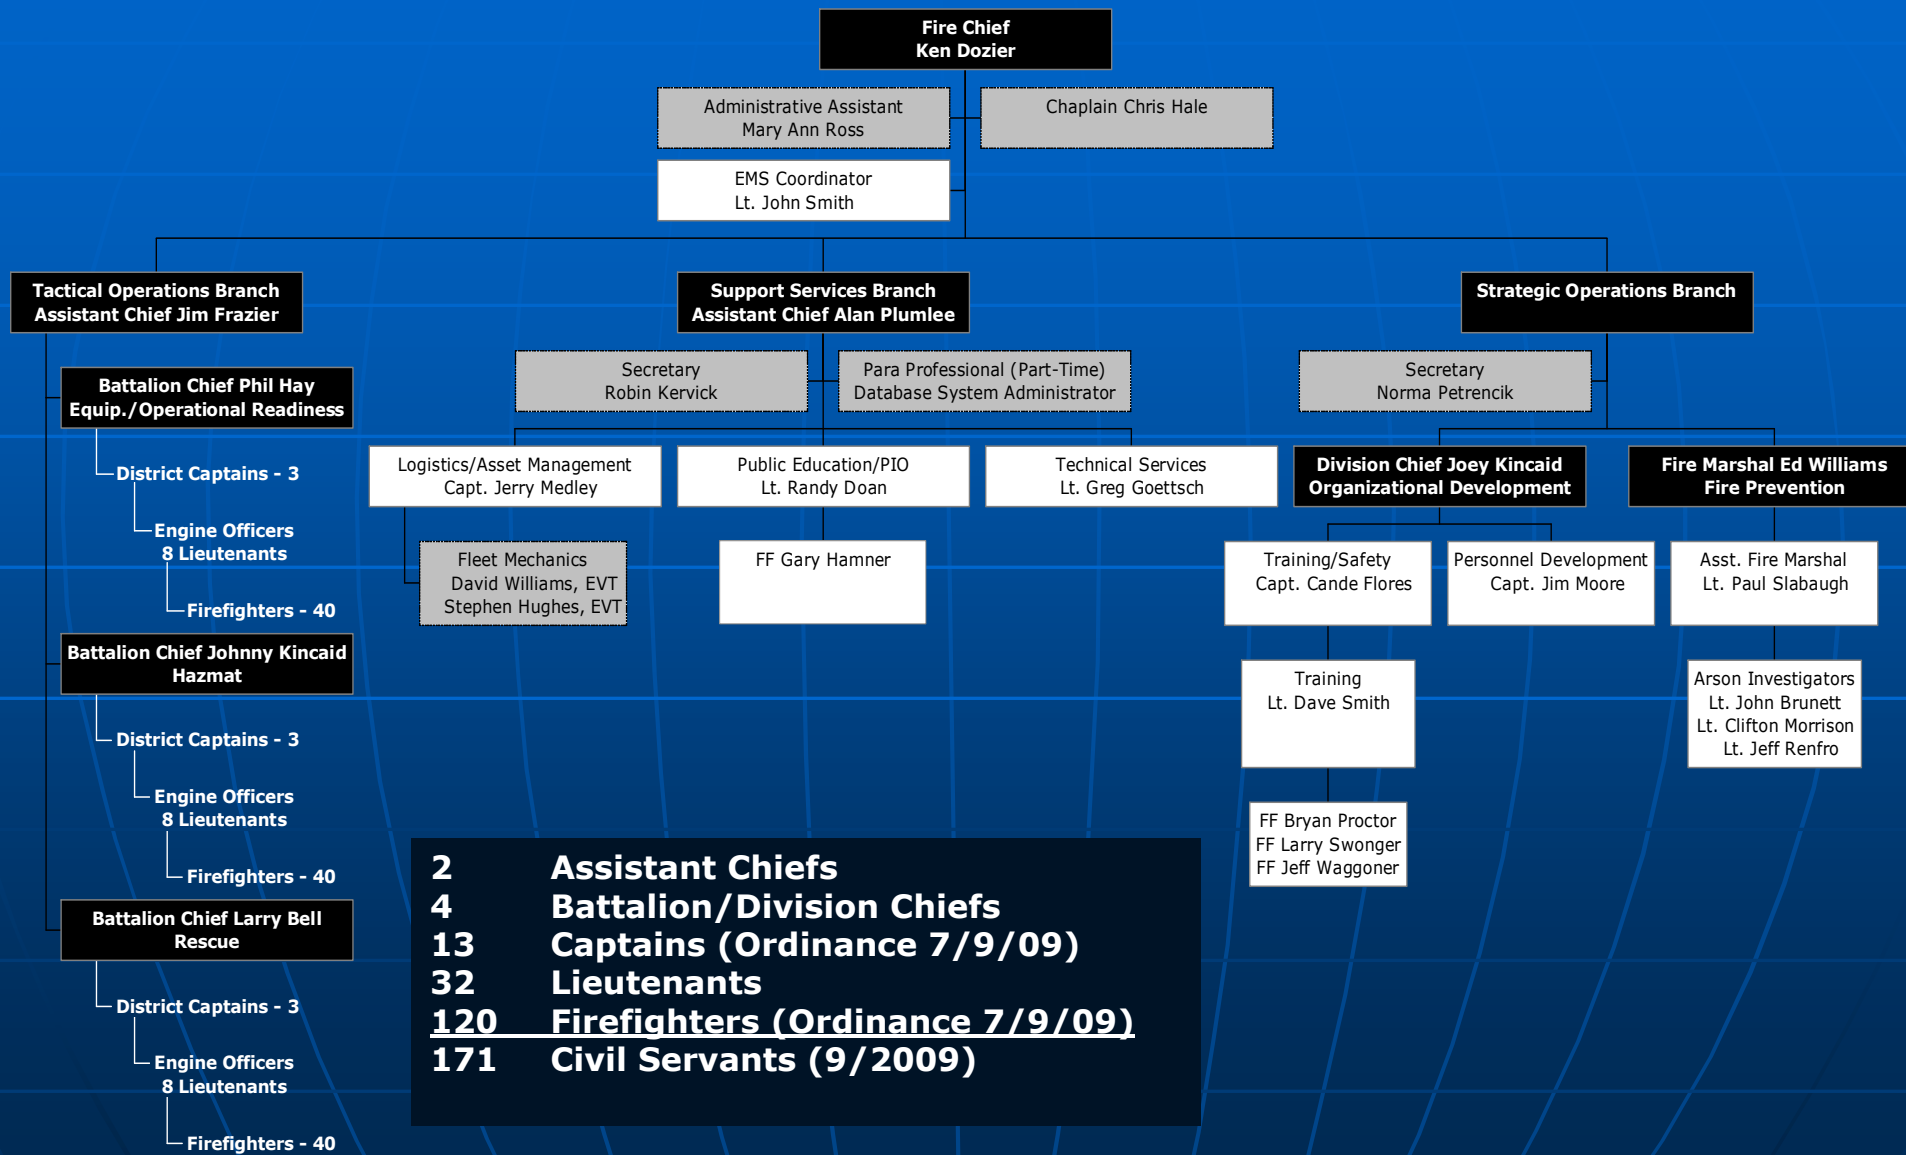 Fire Chief
Ken Dozier
Administrative Assistant
Mary Ann Ross
Chaplain Chris Hale
EMS Coordinator
Lt. John Smith
Tactical Operations Branch
Assistant Chief Jim Frazier
Support Services Branch
Assistant Chief Alan Plumlee
Strategic Operations Branch
Battalion Chief Phil Hay
Equip./Operational Readiness
District Captains - 3
Engine Officers
8 Lieutenants
Firefighters - 40
Battalion Chief Johnny Kincaid
Hazmat
District Captains - 3
Engine Officers
8 Lieutenants
Firefighters - 40
Battalion Chief Larry Bell
Rescue
District Captains - 3
Engine Officers
8 Lieutenants
Firefighters - 40
Secretary
Robin Kervick
Para Professional (Part-Time)
Database System Administrator
Logistics/Asset Management
Capt. Jerry Medley
Fleet Mechanics
David Williams, EVT
Stephen Hughes, EVT
Public Education/PIO
Lt. Randy Doan
FF Gary Hamner
Technical Services
Lt. Greg Goettsch
Secretary
Norma Petrencik
Division Chief Joey Kincaid
Organizational Development
Training/Safety
Capt. Cande Flores
Training
Lt. Dave Smith
FF Bryan Proctor
FF Larry Swonger
FF Jeff Waggoner
Personnel Development
Capt. Jim Moore
Fire Marshal Ed Williams
Fire Prevention
Asst. Fire Marshal
Lt. Paul Slabaugh
Arson Investigators
Lt. John Brunett
Lt. Clifton Morrison
Lt. Jeff Renfro
2 Assistant Chiefs
4 Battalion/Division Chiefs
13 Captains (Ordinance 7/9/09)
32 Lieutenants
120 Firefighters (Ordinance 7/9/09)
171 Civil Servants (9/2009)